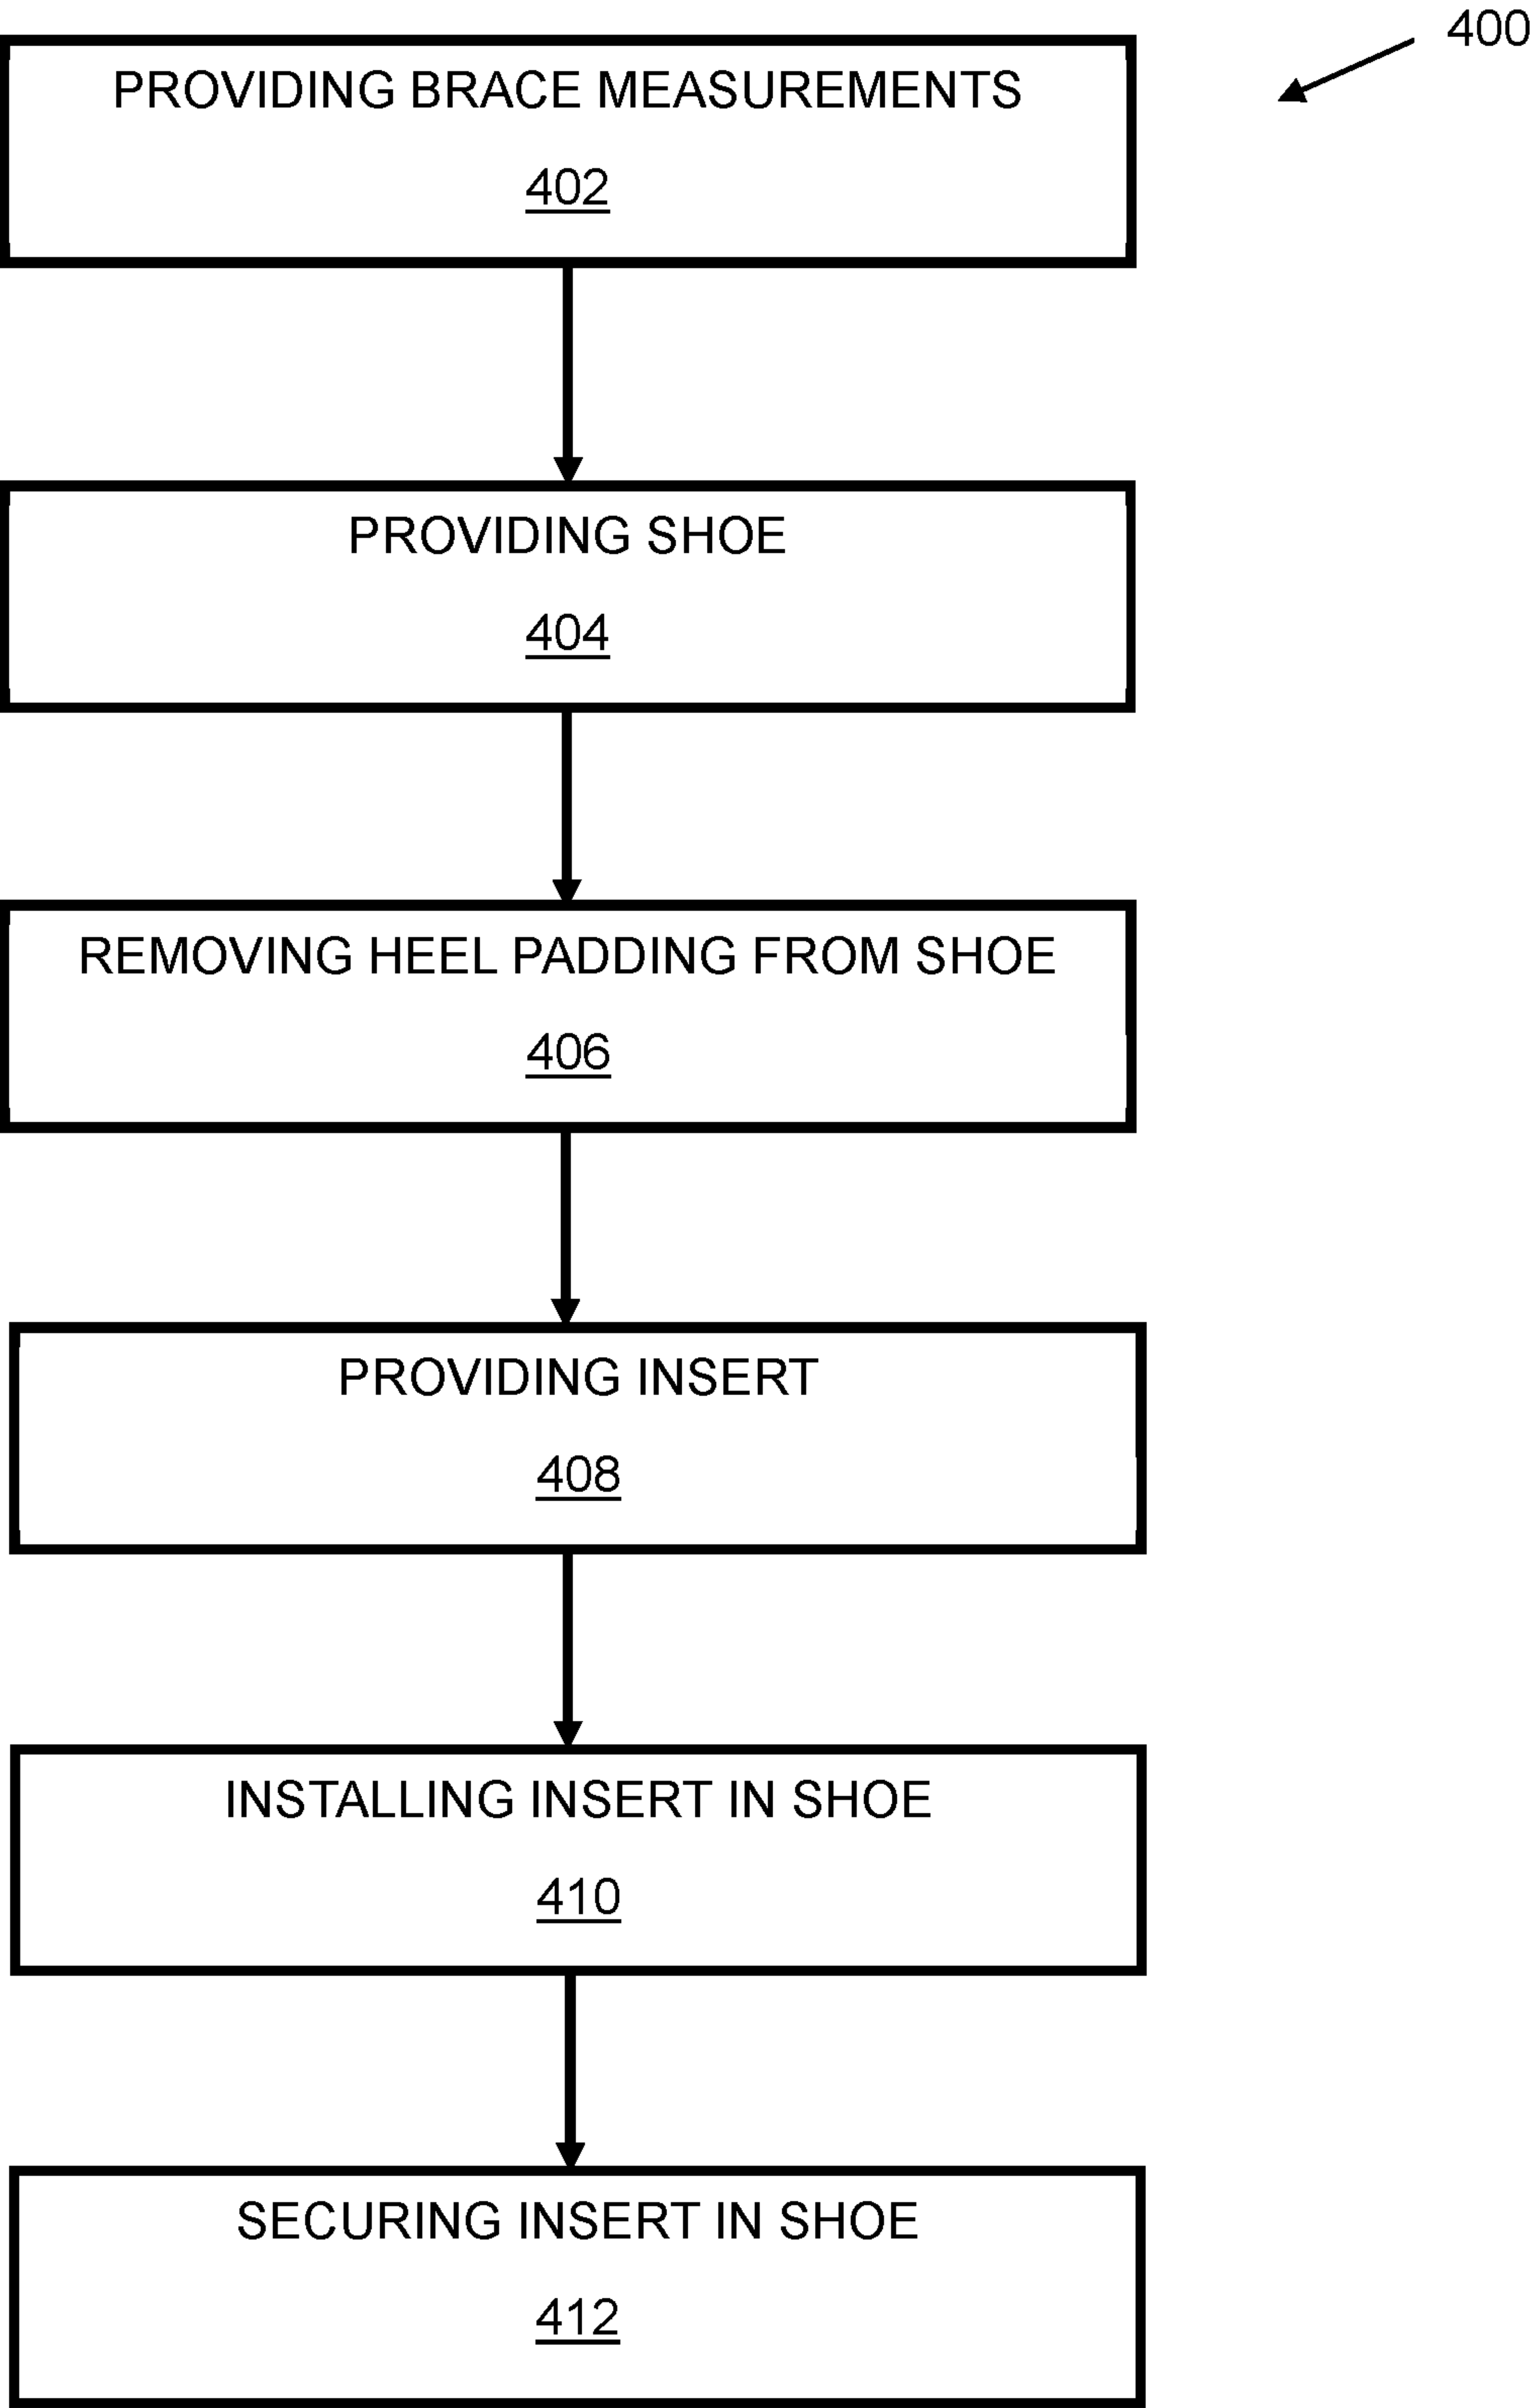 400
PROVIDING BRACE MEASUREMENTS
402
PROVIDING SHOE
404
REMOVING HEEL PADDING FROM SHOE
406
PROVIDING INSERT
408
INSTALLING INSERT IN SHOE
410
SECURING INSERT IN SHOE
412